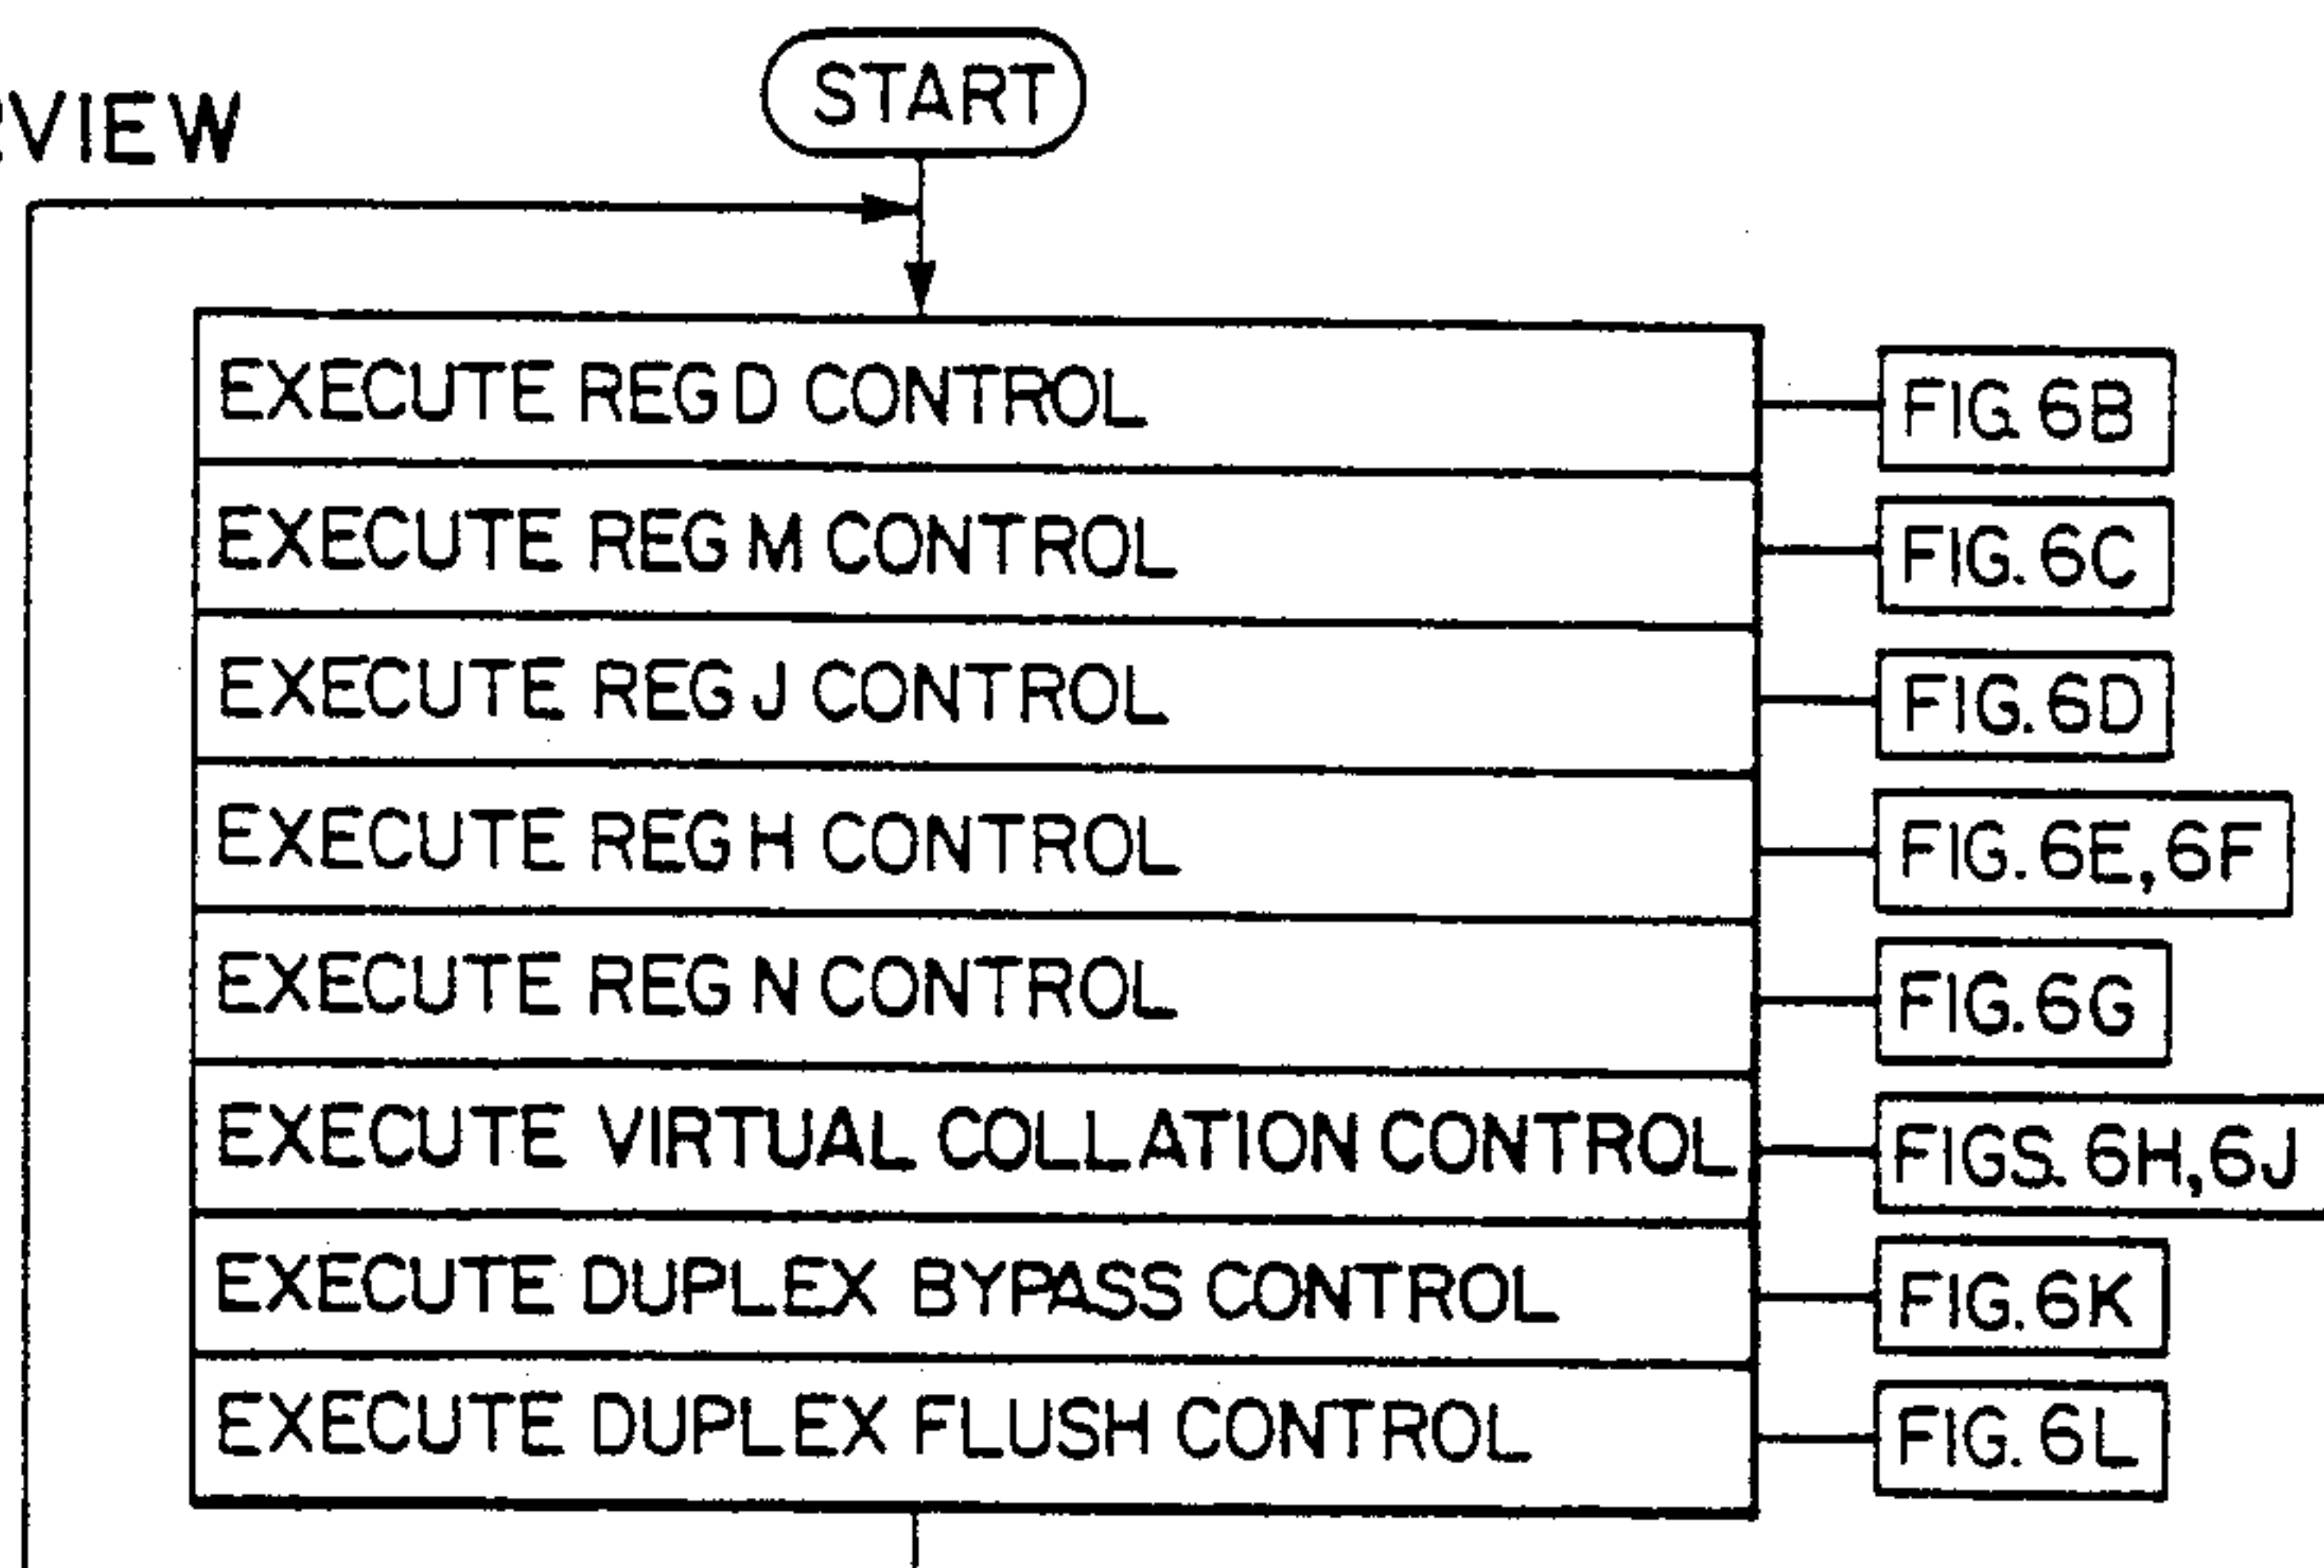 START
RVIEW
EXECUTE REG D CONTROL
FIG. 6B
EXECUTE REG M CONTROL
FIG. 6C
EXECUTE REG J CONTROL
FIG. 6D
EXECUTE REG H CONTROL
FIG. 6E, 6F
EXECUTE REG N CONTROL
FIG. 6G
EXECUTE VIRTUAL COLLATION CONTROL
FIGS. 6H, 6J
EXECUTE DUPLEX BYPASS CONTROL
FIG. 6K
EXECUTE DUPLEX FLUSH CONTROL
FIG. 6L